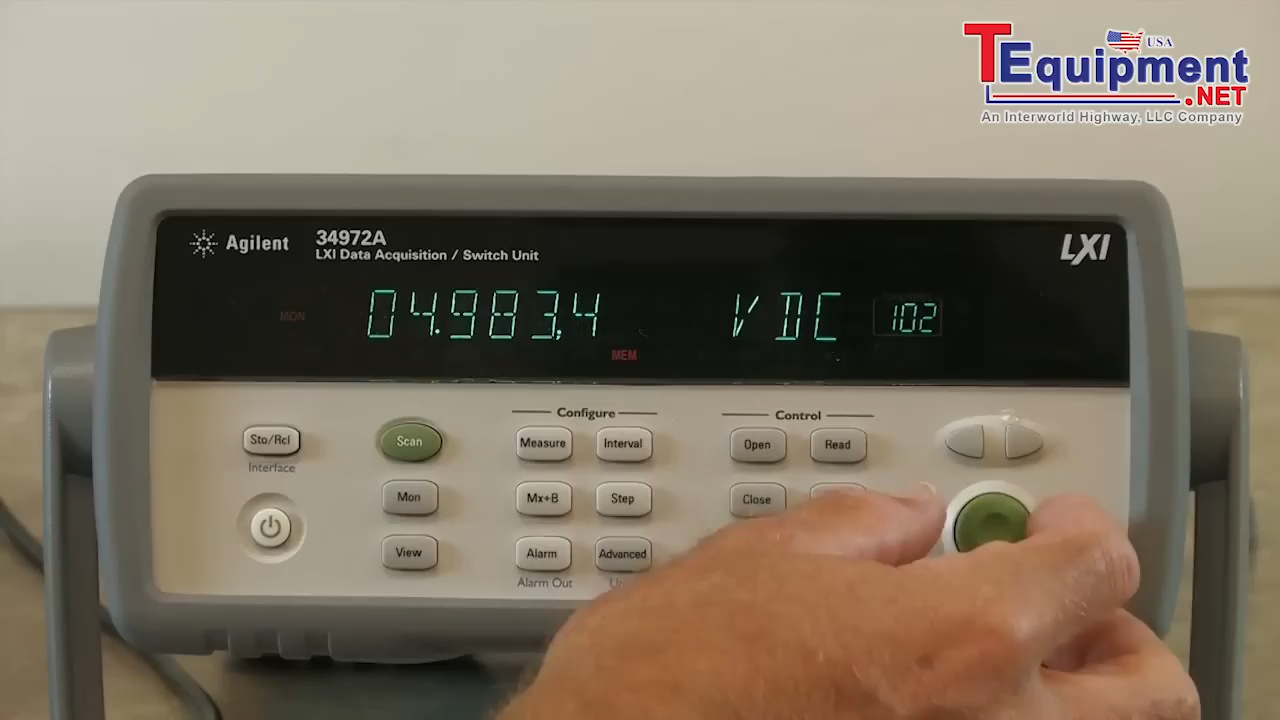 TEquipment
USA
.NET
An Interworld Highway, LLC Company
Agilent
34972A
LXI Data Acquisition / Switch Unit
LXI
MON
04.983,4 VDC 102
MEM
Configure
Control
Sto/Rcl
Scan
Measure
Interval
Open
Read
Interface
Mon
Mx+B
Step
Close
View
Alarm
Advanced
Alarm Out